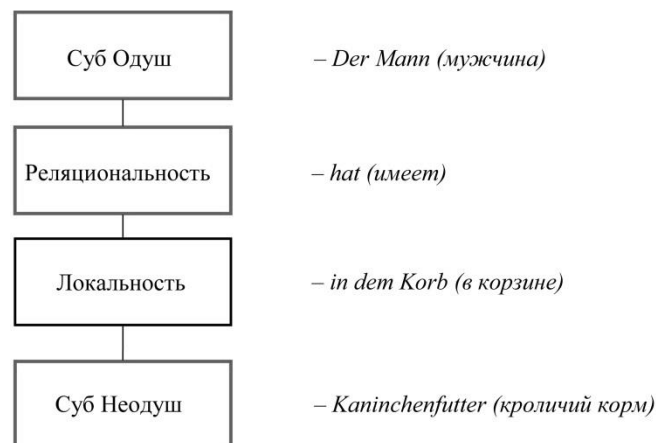 Суб Одуш – Der Mann (мужчина)
Реляциональность – hat (имеет)
Локальность – in dem Korb (в корзине)
Суб Неодуш – Kaninchenfutter (кроличий корм)